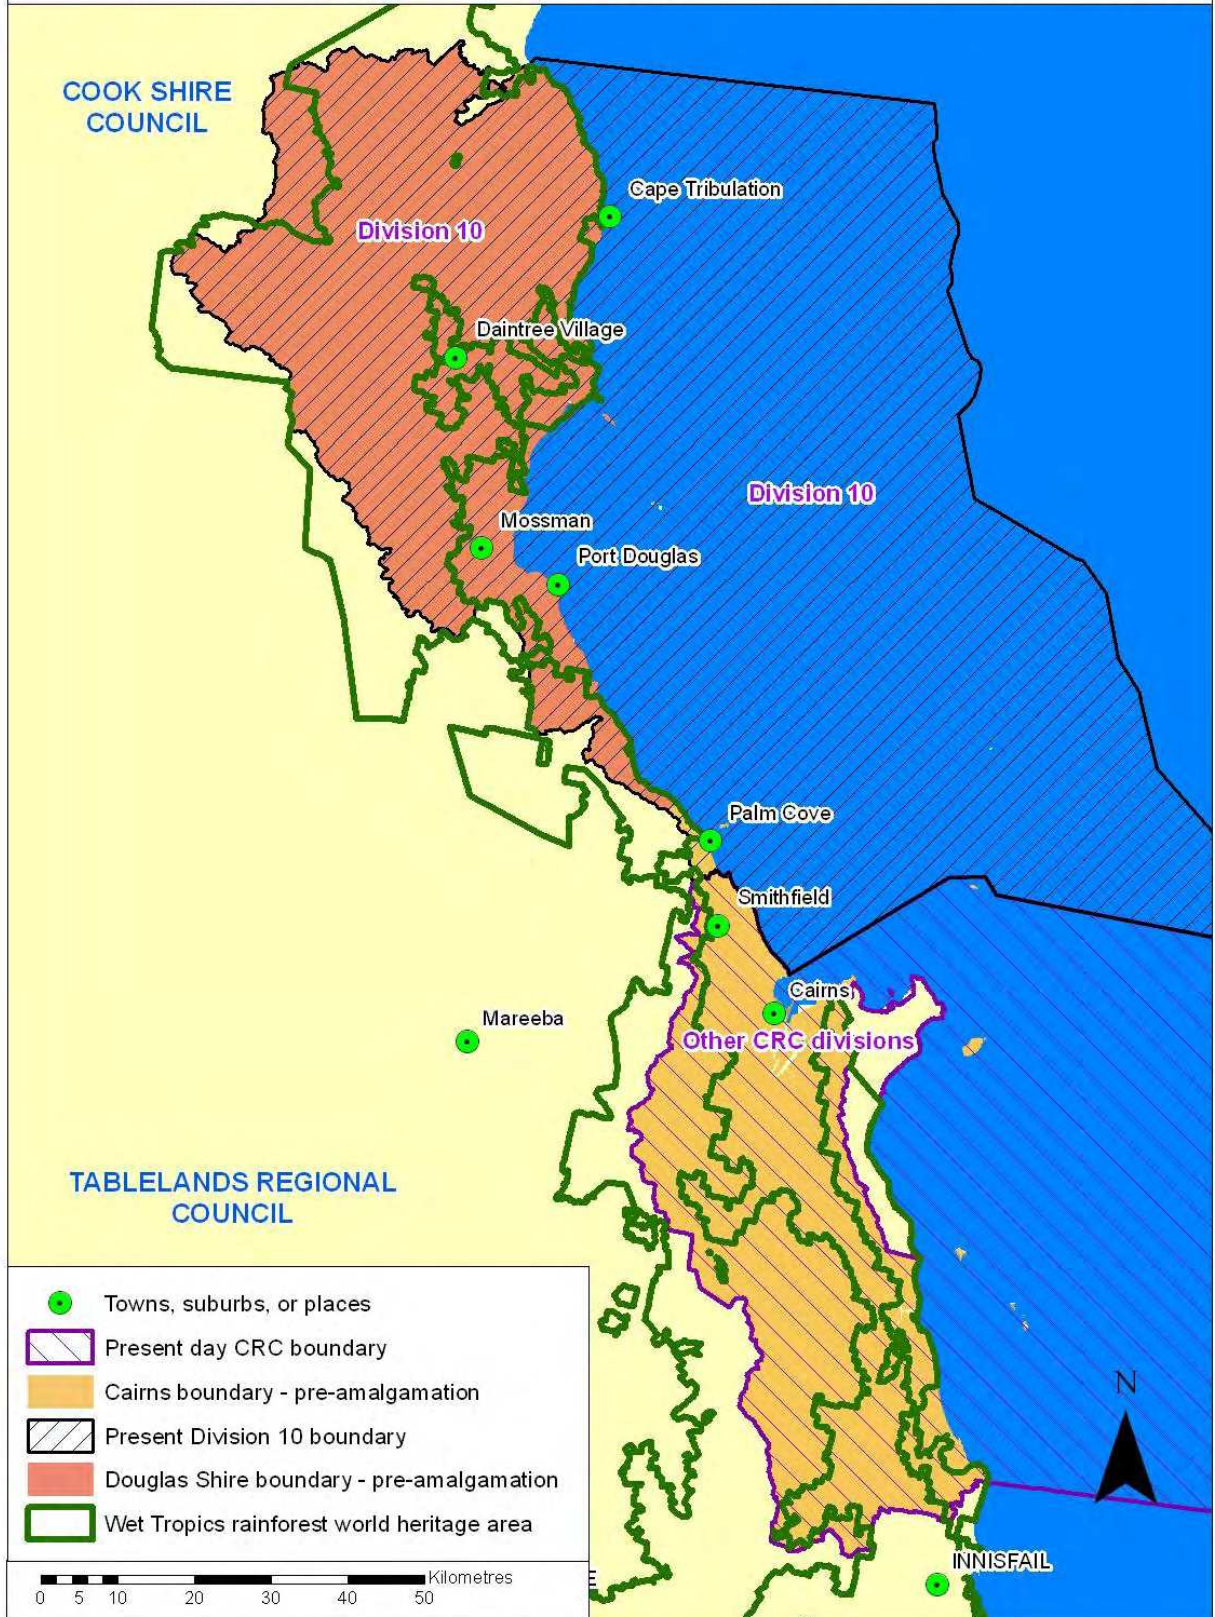 COOK SHIRE
COUNCIL
Cape Tribulation
Division 10
Daintree Village
Division 10
Mossman
Port Douglas
Palm Cove
Smithfield
Cairns
Mareeba
Other CRC divisions
TABLELANDS REGIONAL
COUNCIL
Towns, suburbs, or places
Present day CRC boundary
Cairns boundary - pre-amalgamation
Present Division 10 boundary
Douglas Shire boundary - pre-amalgamation
Wet Tropics rainforest world heritage area
N
INNISFAIL
E
Kilometres
0 5 10 20 30 40 50